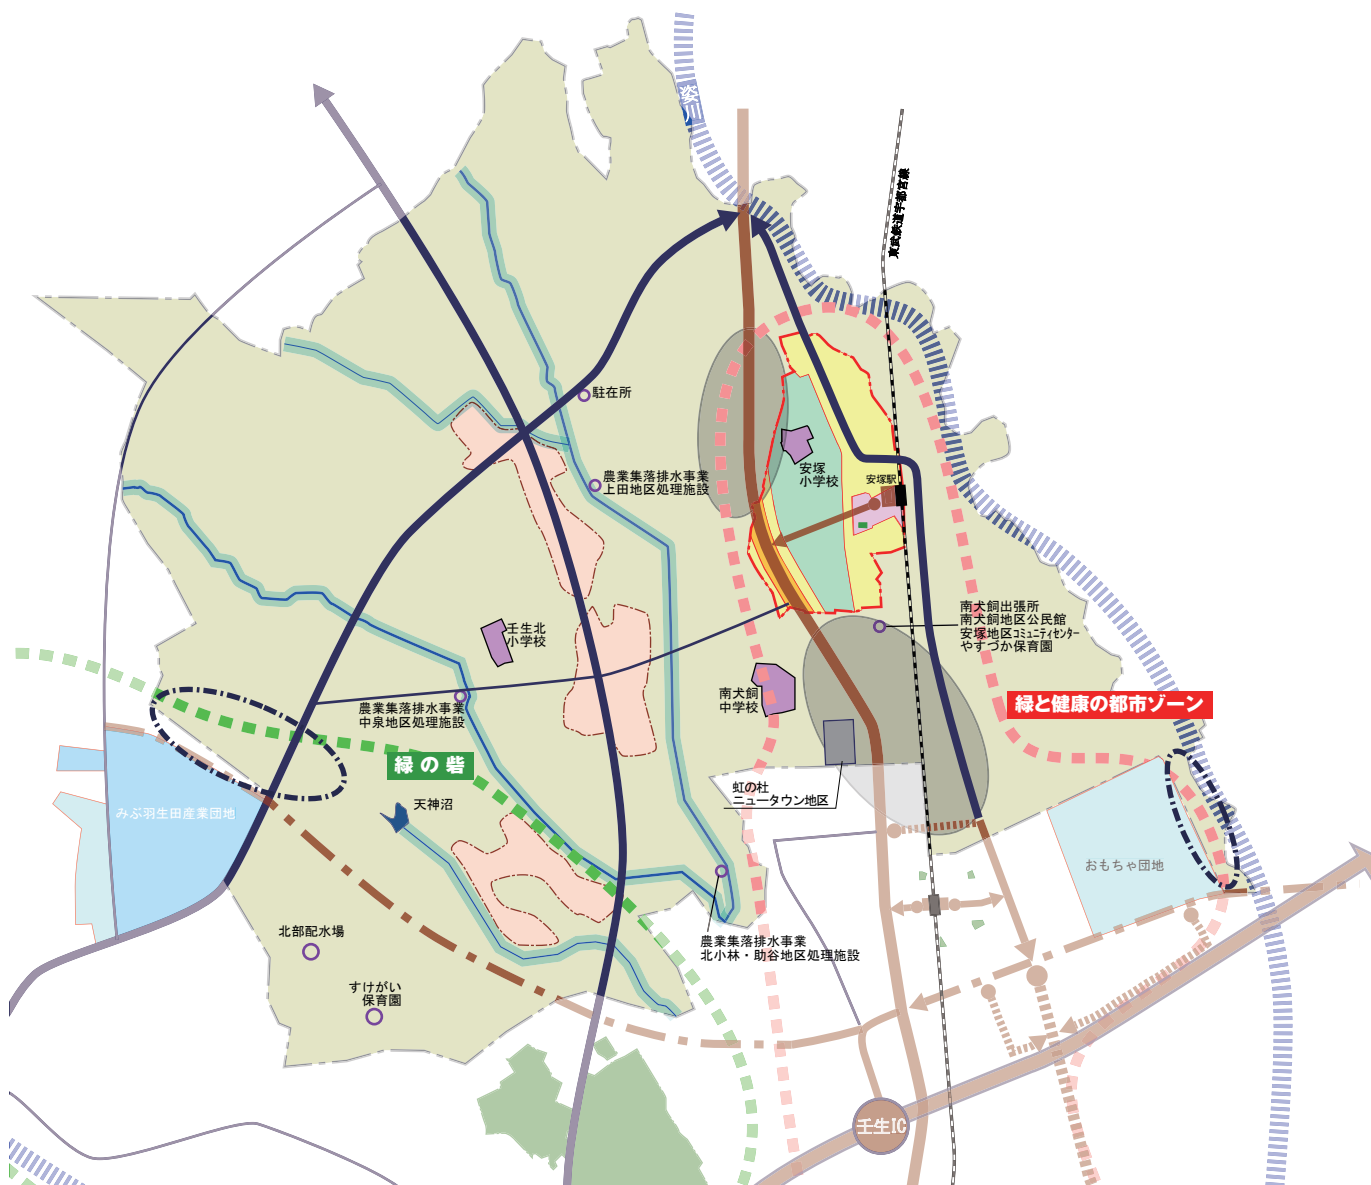 姿川
東武鉄道宇都宮線
駐在所
農業集落排水事業
上田地区処理施設
安塚
小学校
安塚駅
壬生北
小学校
南犬飼出張所
南犬飼地区公民館
安塚地区コミュニティセンター
やすづか保育園
農業集落排水事業
中泉地区処理施設
南犬飼
中学校
緑と健康の都市ゾーン
緑の砦
虹の杜
ニュータウン地区
天神沼
みぶ羽生田産業団地
おもちゃ団地
北部配水場
農業集落排水事業
北小林・助谷地区処理施設
すけがい
保育園
壬生IC